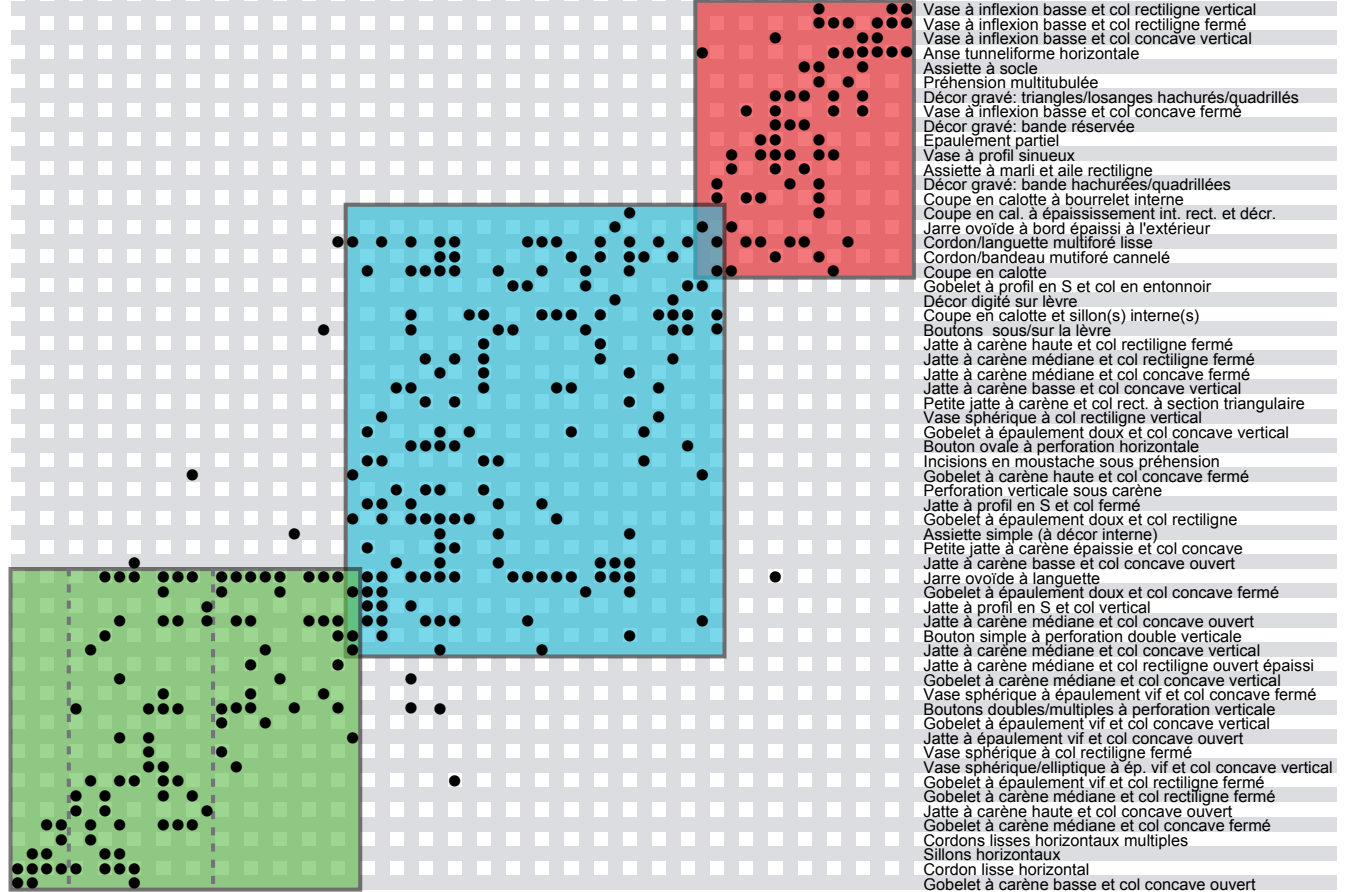 Vase à inflexion basse et col rectiligne vertical
Vase à inflexion basse et col rectiligne fermé
Vase à inflexion basse et col concave vertical
Anse tunneliforme horizontale
Assiette à socle
Préhension multitubulée
Décor gravé: triangles/losanges hachurés/quadrillés
Vase à inflexion basse et col concave fermé
Décor gravé: bande réservée
Epaulement partiel
Vase à profil sinueux
Assiette à marli et aile rectiligne
Décor gravé: bande hachurées/quadrillées
Coupe en calotte à bourrelet interne
Coupe en cal. à épaississement int. rect. et décr.
Jarre ovoïde à bord épaissi à l'extérieur
Cordon/languette multiforé lisse
Cordon/bandeau mutiforé cannelé
Coupe en calotte
Gobelet à profil en S et col en entonnoir
Décor digité sur lèvre
Coupe en calotte et sillon(s) interne(s)
Boutons sous/sur la lèvre
Jatte à carène haute et col rectiligne fermé
Jatte à carène médiane et col rectiligne fermé
Jatte à carène médiane et col concave fermé
Jatte à carène basse et col concave vertical
Petite jatte à carène et col rect. à section triangulaire
Vase sphérique à col rectiligne vertical
Gobelet à épaulement doux et col concave vertical
Bouton ovale à perforation horizontale
Incisions en moustache sous préhension
Gobelet à carène haute et col concave fermé
Perforation verticale sous carène
Jatte à profil en S et col fermé
Gobelet à épaulement doux et col rectiligne
Assiette simple (à décor interne)
Petite jatte à carène épaissie et col concave
Jatte à carène basse et col concave ouvert
Jarre ovoïde à languette
Gobelet à épaulement doux et col concave fermé
Jatte à profil en S et col vertical
Jatte à carène médiane et col concave ouvert
Bouton simple à perforation double verticale
Jatte à carène médiane et col concave vertical
Jatte à carène médiane et col rectiligne ouvert épaissi
Gobelet à carène médiane et col concave vertical
Vase sphérique à épaulement vif et col concave fermé
Boutons doubles/multiples à perforation verticale
Gobelet à épaulement vif et col concave vertical
Jatte à épaulement vif et col concave ouvert
Vase sphérique à col rectiligne fermé
Vase sphérique/elliptique à ép. vif et col concave vertical
Gobelet à épaulement vif et col rectiligne fermé
Gobelet à carène médiane et col rectiligne fermé
Jatte à carène haute et col concave ouvert
Gobelet à carène médiane et col concave fermé
Cordons lisses horizontaux multiples
Sillons horizontaux
Cordon lisse horizontal
Gobelet à carène basse et col concave ouvert